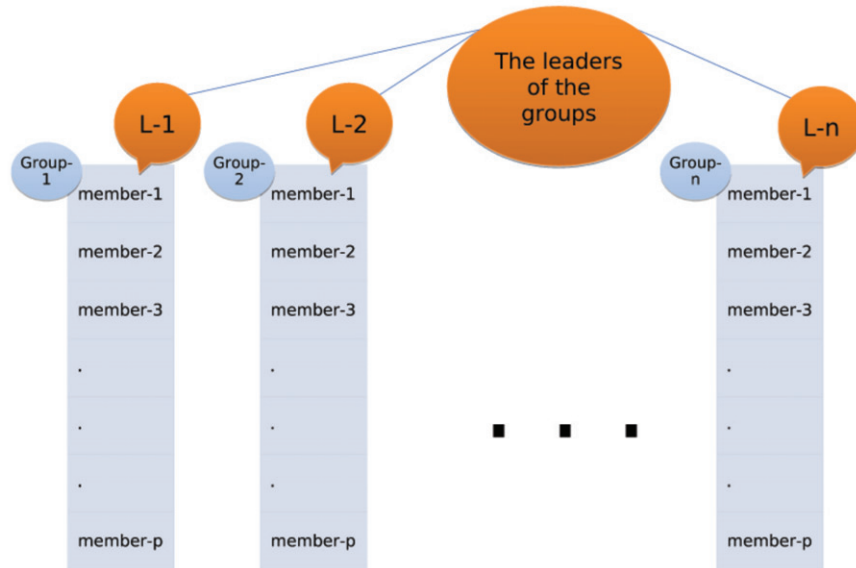 The leaders
of the
groups
L-1
L-2
L-n
Group-
1
Group-
2
Group-
n
member-1
member-2
member-3
.
.
.
member-p
member-1
member-2
member-3
.
.
.
member-p
. . .
member-1
member-2
member-3
.
.
.
member-p